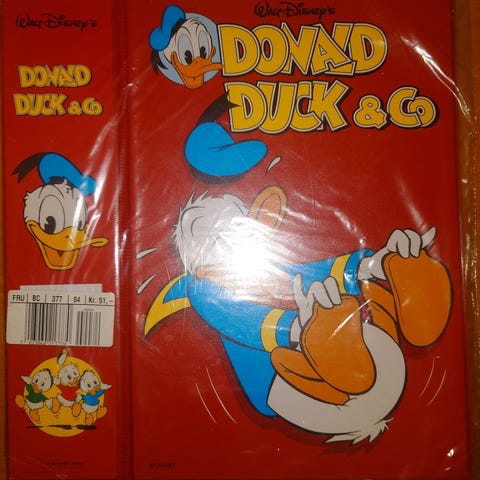 WALT DISNEY'S
DONALD
DUCK & Co
FRU BC 377 84 Kr. 51,-
WALT DISNEY'S
DONALD
DUCK & Co